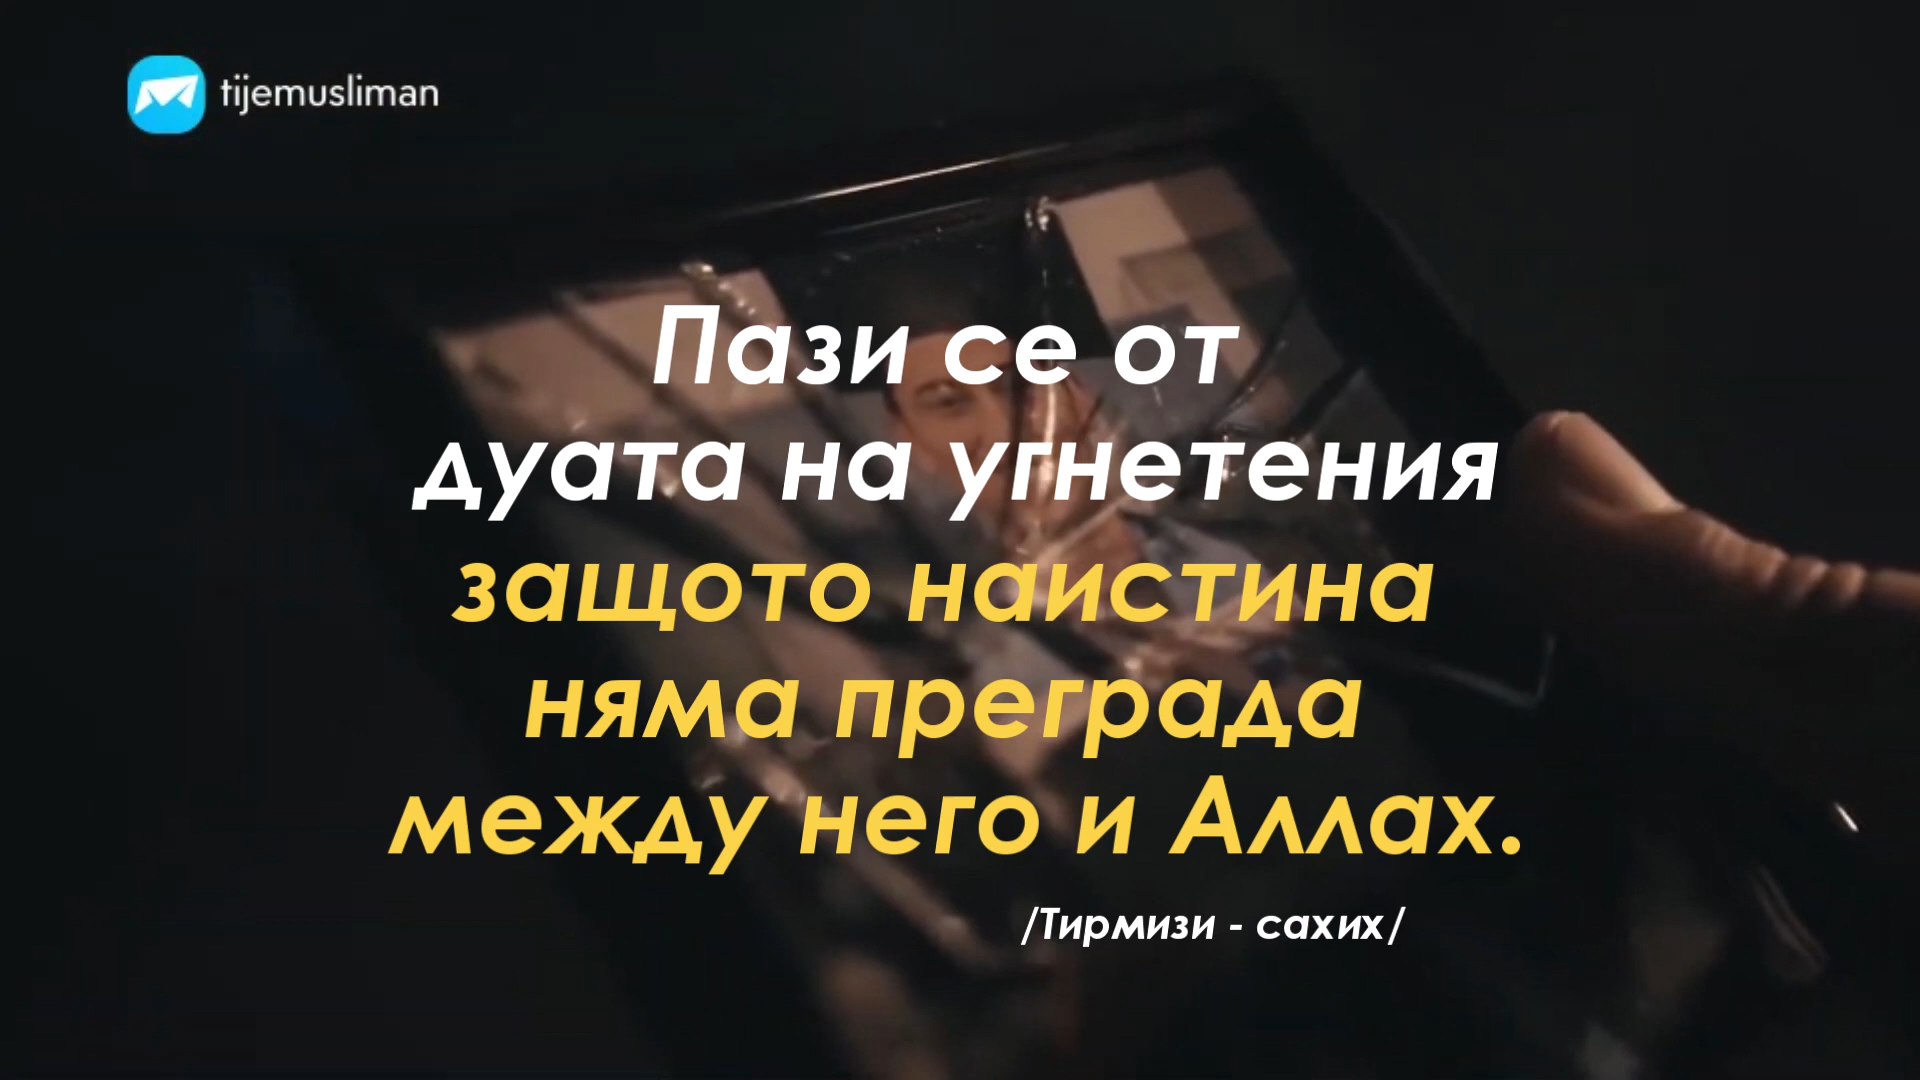 tijemusliman
Пази се от
дуата на угнетения
защото наистина
няма преграда
между него и Аллах.
/Тирмизи - сахих/